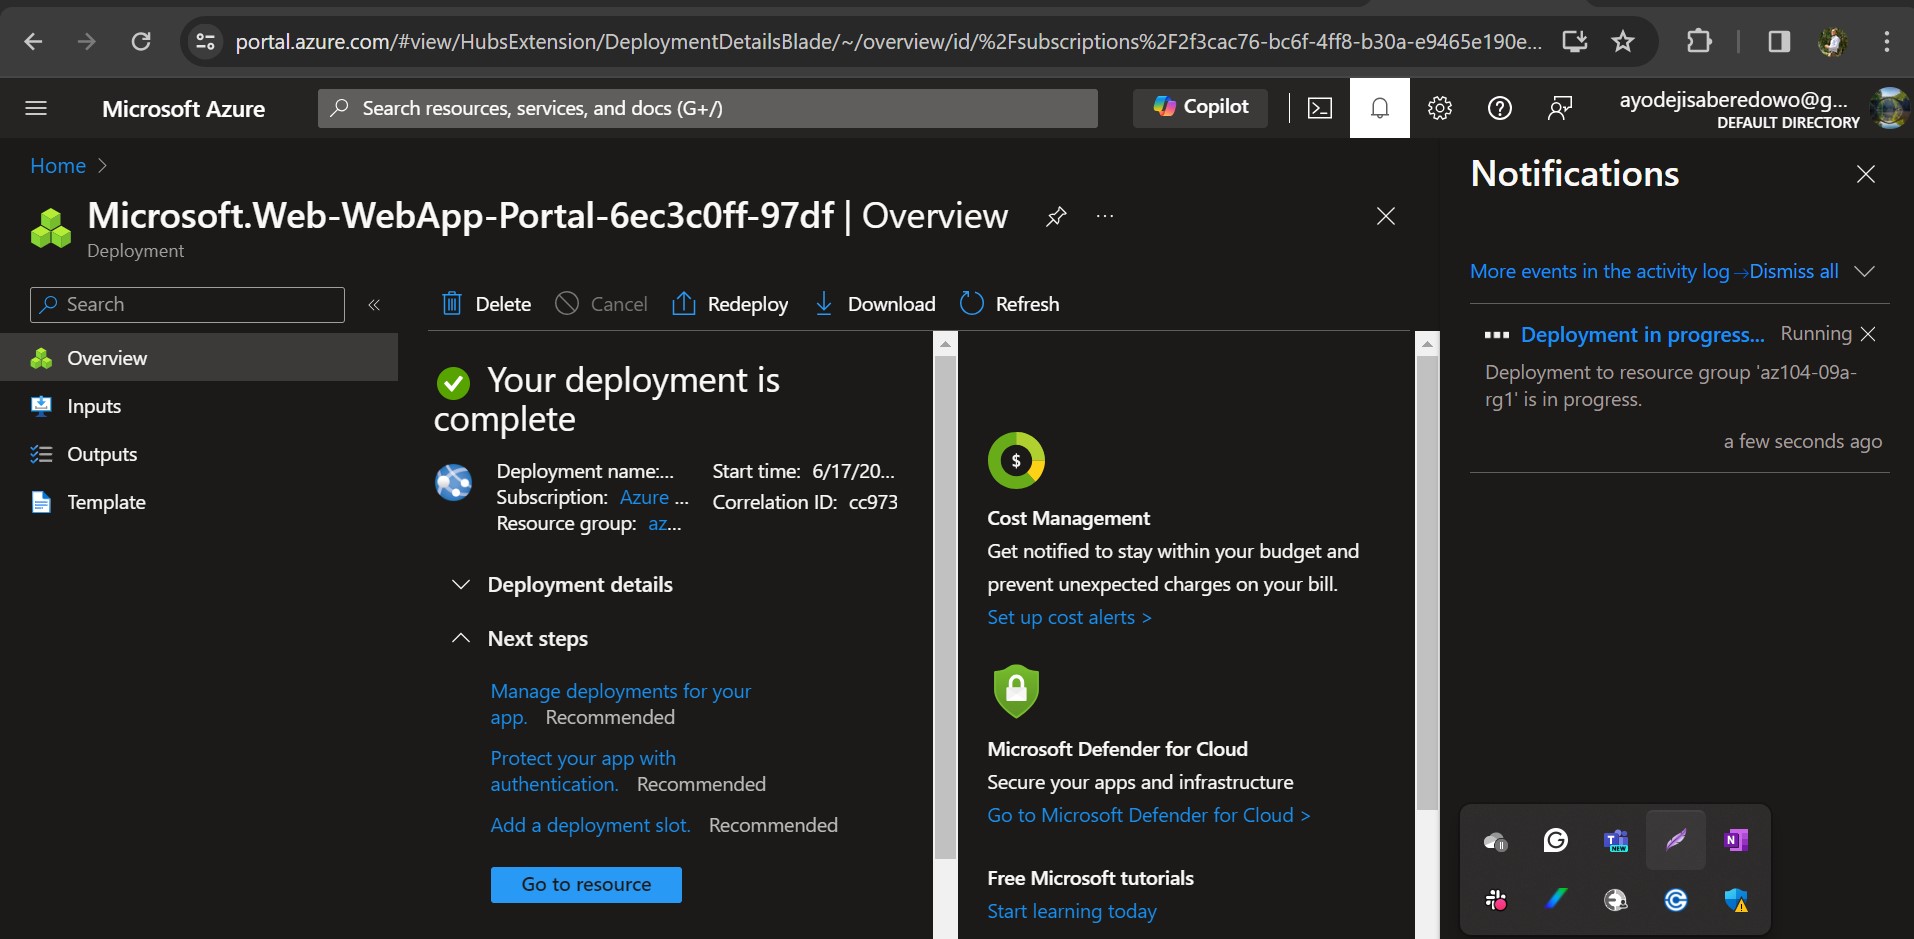 portal.azure.com/#view/HubsExtension/DeploymentDetailsBlade/~/overview/id/%2Fsubscriptions%2F2f3cac76-bc6f-4ff8-b30a-e9465e190e...
Microsoft Azure
Search resources, services, and docs (G+/)
Copilot
ayodejisaberedowo@g...
DEFAULT DIRECTORY
Home
Microsoft.Web-WebApp-Portal-6ec3c0ff-97df | Overview
Deployment
Search
Overview
Inputs
Outputs
Template
Delete
Cancel
Redeploy
Download
Refresh
Your deployment is
complete
Deployment name:...
Subscription: Azure ...
Resource group: az...
Start time: 6/17/20...
Correlation ID: cc973
Deployment details
Next steps
Manage deployments for your
app. Recommended
Protect your app with
authentication. Recommended
Add a deployment slot. Recommended
Go to resource
$
Cost Management
Get notified to stay within your budget and
prevent unexpected charges on your bill.
Set up cost alerts >
Microsoft Defender for Cloud
Secure your apps and infrastructure
Go to Microsoft Defender for Cloud >
Free Microsoft tutorials
Start learning today
Notifications
More events in the activity log →Dismiss all
Deployment in progress... Running
Deployment to resource group 'az104-09a-
rg1' is in progress.
a few seconds ago
G
T
NEW
N